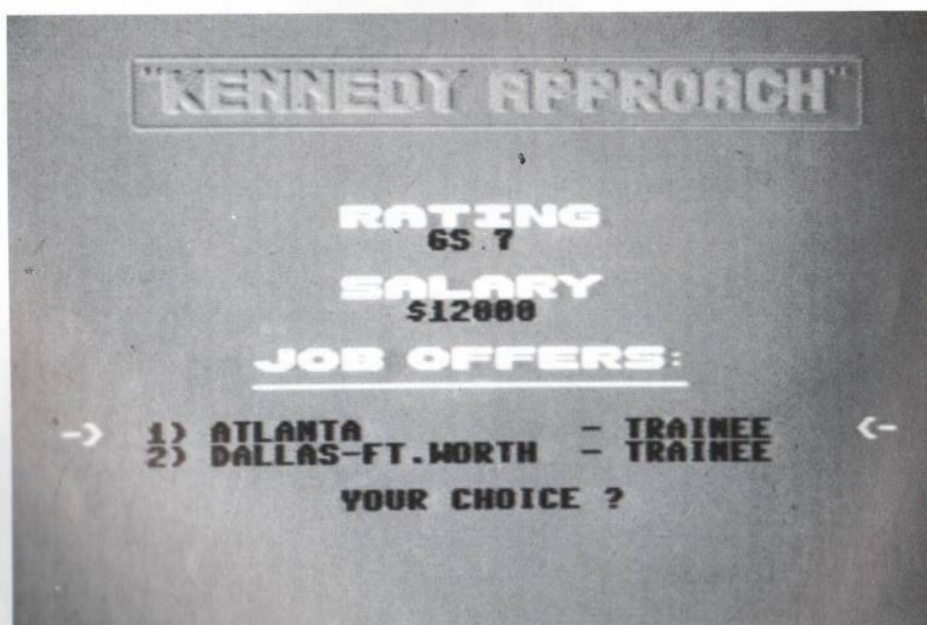 "KENNEDY APPROACH"
RATING
GS 7
SALARY
$12000
JOB OFFERS:
-> 1) ATLANTA - TRAINEE <-
2) DALLAS-FT.WORTH - TRAINEE
YOUR CHOICE ?